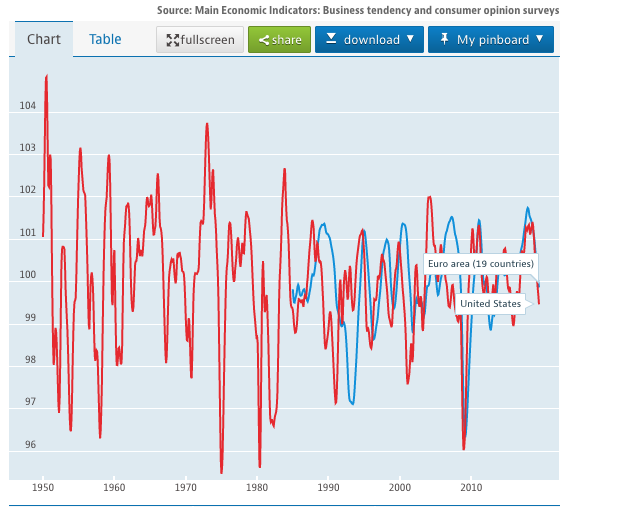 Source: Main Economic Indicators: Business tendency and consumer opinion surveys
Chart Table fullscreen share download My pinboard
104
103
102
101
100
99
98
97
96
Euro area (19 countries)
United States
1950 1960 1970 1980 1990 2000 2010